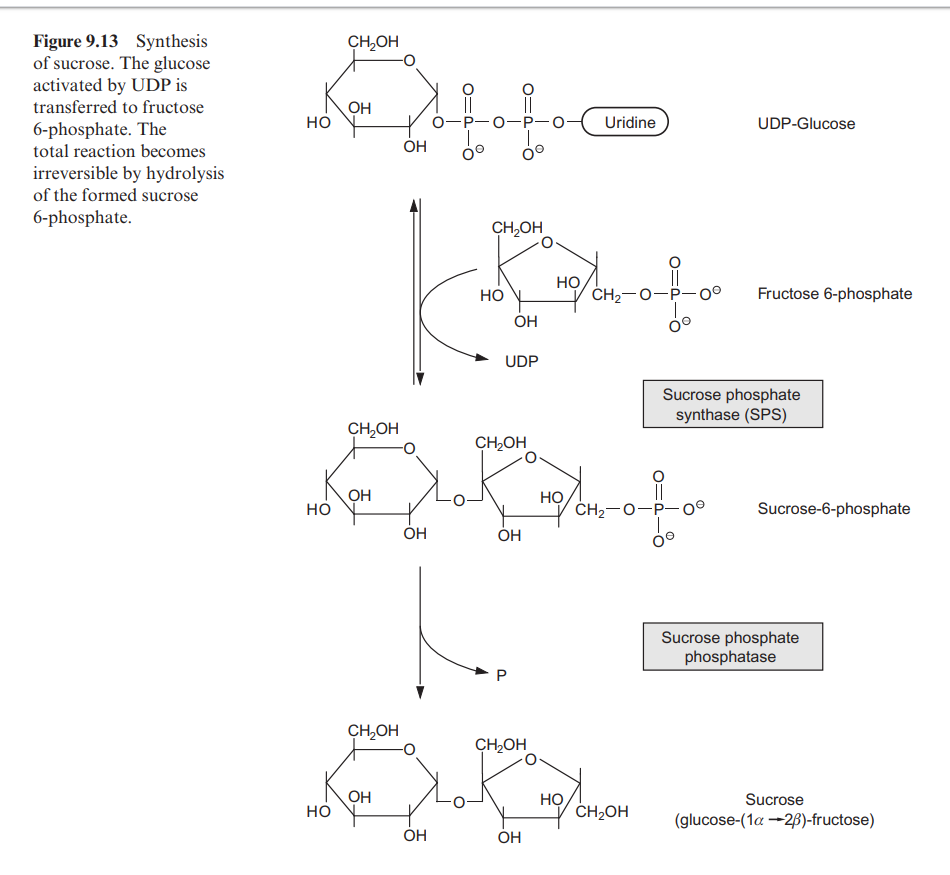 Figure 9.13 Synthesis
of sucrose. The glucose
activated by UDP is
transferred to fructose
6-phosphate. The
total reaction becomes
irreversible by hydrolysis
of the formed sucrose
6-phosphate.
CH₂OH
O
O O
OH
HO O–P–O–P–O– Uridine
OH
O⊖ O⊖
UDP-Glucose
CH₂OH
O
O
HO
HO CH₂–O–P–O⊖
OH
O⊖
Fructose 6-phosphate
UDP
Sucrose phosphate
synthase (SPS)
CH₂OH CH₂OH
O O
O
OH O HO
HO CH₂–O–P–O⊖
OH OH
O⊖
Sucrose-6-phosphate
Sucrose phosphate
phosphatase
P
CH₂OH CH₂OH
O O
OH O HO
HO CH₂OH
OH OH
Sucrose
(glucose-(1α→2β)-fructose)